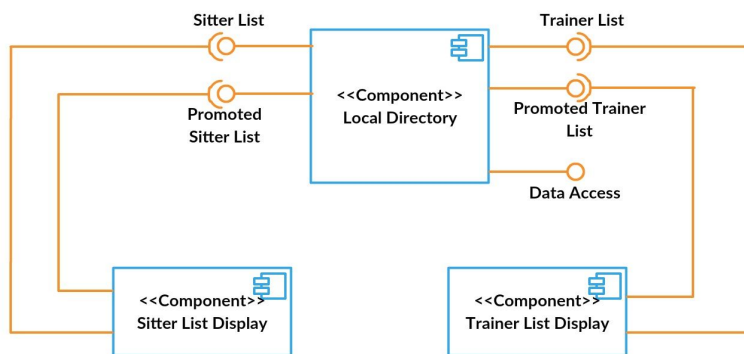 Sitter List
Trainer List
<<Component>>
Local Directory
Promoted
Sitter List
Promoted Trainer
List
Data Access
<<Component>>
Sitter List Display
<<Component>>
Trainer List Display